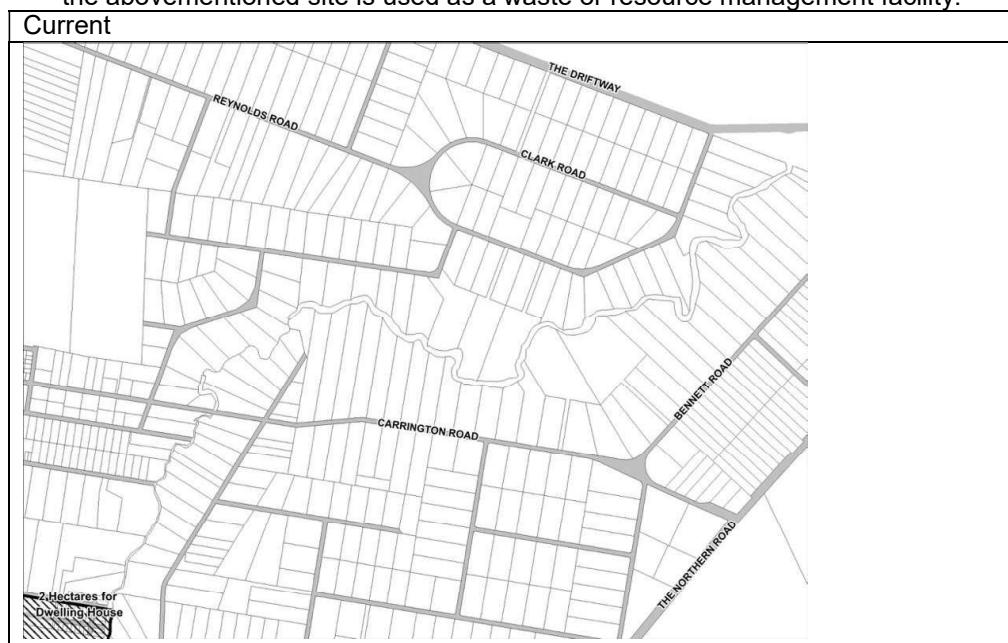 the abovementioned site is used as a waste or resource management facility.
Current
THE DRIFTWAY
REYNOLDS ROAD
CLARK ROAD
BENNETT ROAD
CARRINGTON ROAD
THE NORTHERN ROAD
2 Hectares for
Dwelling House